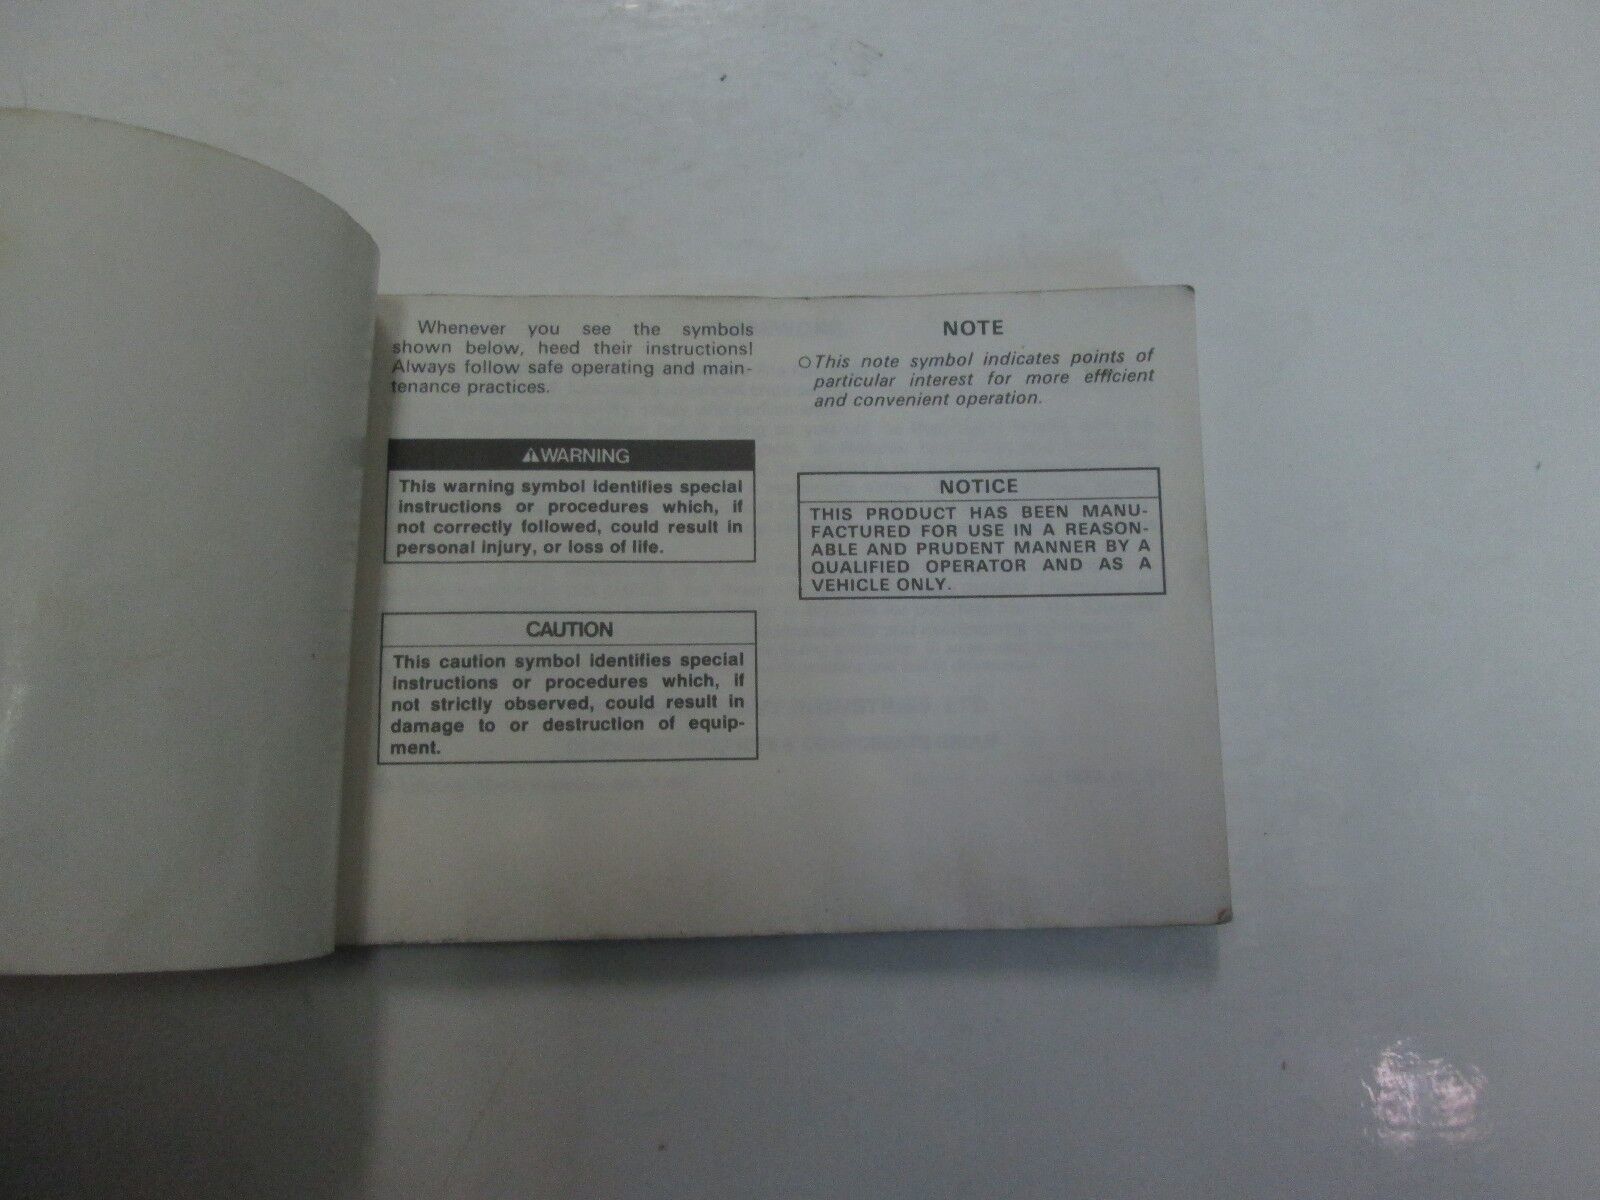 Whenever you see the symbols
shown below, heed their instructions!
Always follow safe operating and main-
tenance practices.
⚠WARNING
This warning symbol identifies special
instructions or procedures which, if
not correctly followed, could result in
personal injury, or loss of life.
CAUTION
This caution symbol identifies special
instructions or procedures which, if
not strictly observed, could result in
damage to or destruction of equip-
ment.
NOTE
○This note symbol indicates points of
particular interest for more efficient
and convenient operation.
NOTICE
THIS PRODUCT HAS BEEN MANU-
FACTURED FOR USE IN A REASON-
ABLE AND PRUDENT MANNER BY A
QUALIFIED OPERATOR AND AS A
VEHICLE ONLY.